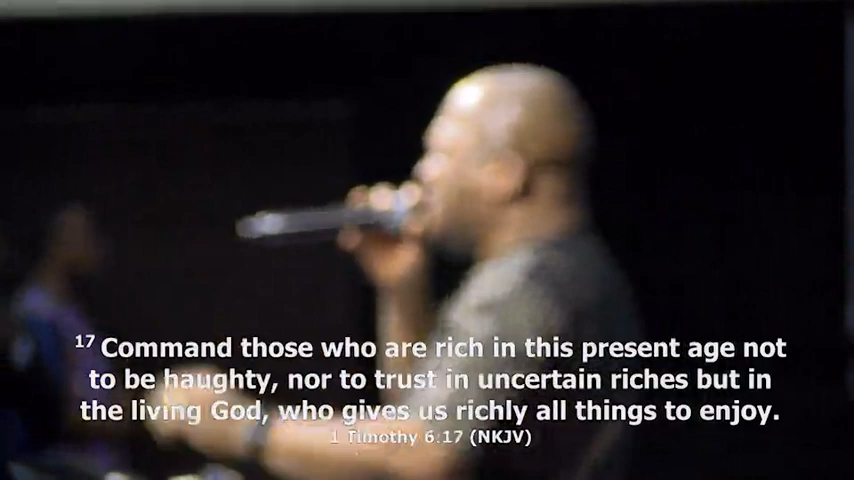 17 Command those who are rich in this present age not
to be haughty, nor to trust in uncertain riches but in
the living God, who gives us richly all things to enjoy.
1 Timothy 6:17 (NKJV)